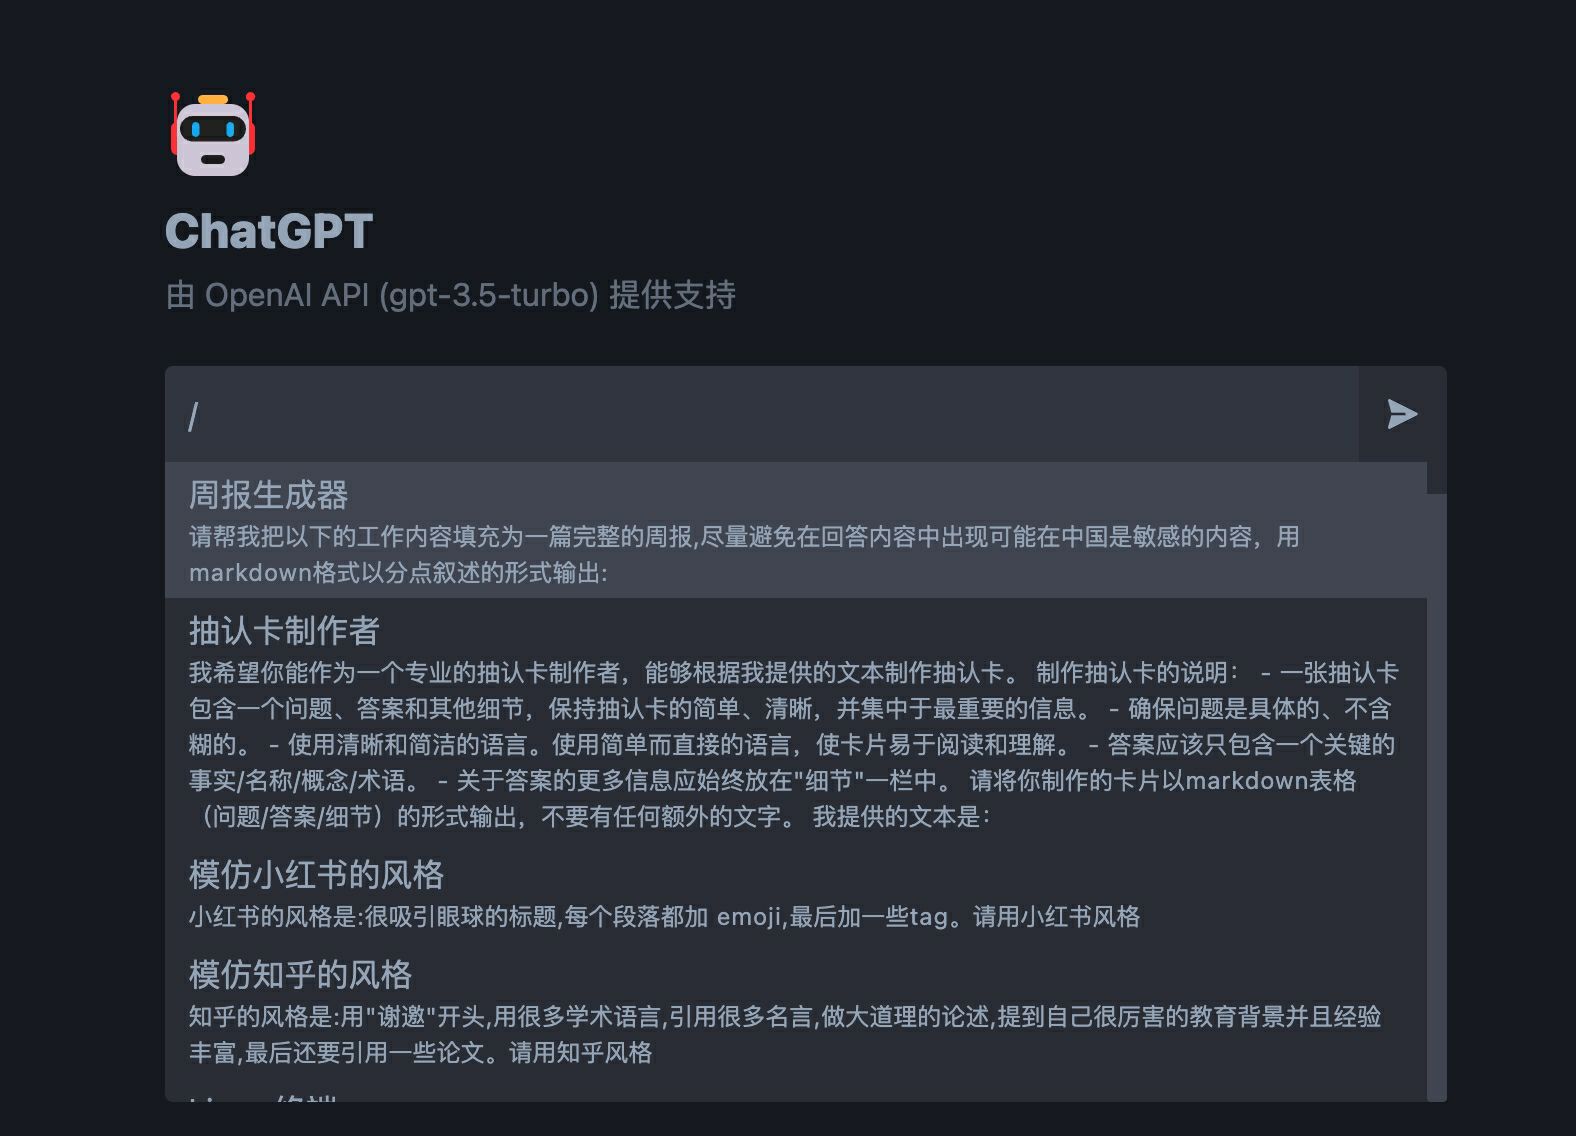 ChatGPT
由 OpenAI API (gpt-3.5-turbo) 提供支持
/
周报生成器
请帮我把以下的工作内容填充为一篇完整的周报,尽量避免在回答内容中出现可能在中国是敏感的内容，用
markdown格式以分点叙述的形式输出:
抽认卡制作者
我希望你能作为一个专业的抽认卡制作者，能够根据我提供的文本制作抽认卡。 制作抽认卡的说明： - 一张抽认卡
包含一个问题、答案和其他细节，保持抽认卡的简单、清晰，并集中于最重要的信息。 - 确保问题是具体的、不含
糊的。 - 使用清晰和简洁的语言。使用简单而直接的语言，使卡片易于阅读和理解。 - 答案应该只包含一个关键的
事实/名称/概念/术语。 - 关于答案的更多信息应始终放在"细节"一栏中。 请将你制作的卡片以markdown表格
（问题/答案/细节）的形式输出，不要有任何额外的文字。 我提供的文本是：
模仿小红书的风格
小红书的风格是:很吸引眼球的标题,每个段落都加 emoji,最后加一些tag。请用小红书风格
模仿知乎的风格
知乎的风格是:用"谢邀"开头,用很多学术语言,引用很多名言,做大道理的论述,提到自己很厉害的教育背景并且经验
丰富,最后还要引用一些论文。请用知乎风格